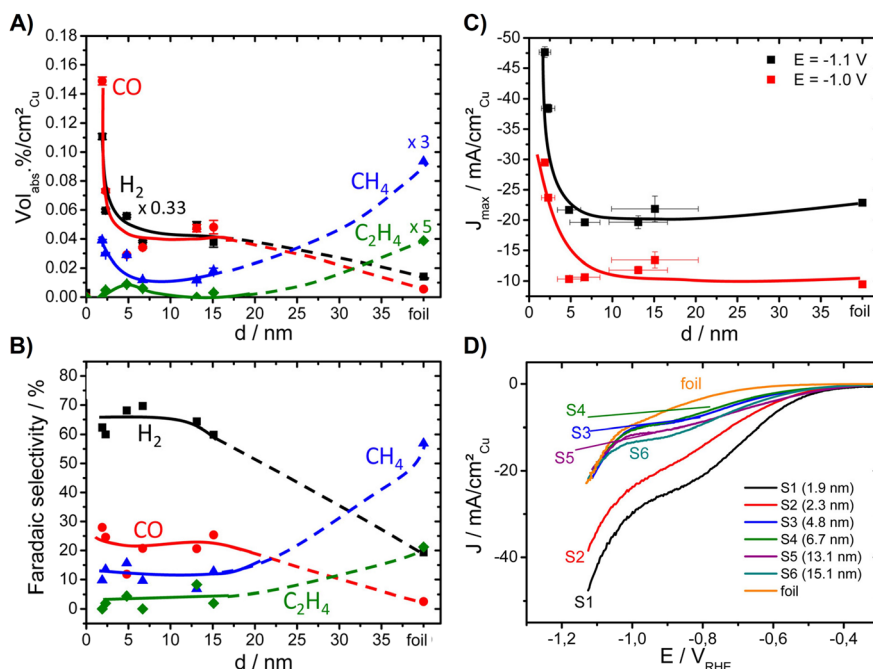 A)
0.18
0.16
0.14
0.12
0.10
0.08
0.06
0.04
0.02
0.00
Vol_abs.%/cm²_Cu
CO
H₂
x 0.33
CH₄
x 3
C₂H₄
x 5
0 5 10 15 20 25 30 35 foil
d / nm
C)
-50
-45
-40
-35
-30
-25
-20
-15
-10
J_max / mA/cm²_Cu
E = -1.1 V
E = -1.0 V
0 5 10 15 20 25 30 35 foil
d / nm
B)
80
70
60
50
40
30
20
10
0
Faradaic selectivity / %
H₂
CH₄
CO
C₂H₄
0 5 10 15 20 25 30 35 foil
d / nm
D)
0
-20
-40
J / mA/cm²_Cu
foil
S4
S3
S5
S6
S2
S1
S1 (1.9 nm)
S2 (2.3 nm)
S3 (4.8 nm)
S4 (6.7 nm)
S5 (13.1 nm)
S6 (15.1 nm)
foil
-1,2 -1,0 -0,8 -0,6 -0,4
E / V_RHE